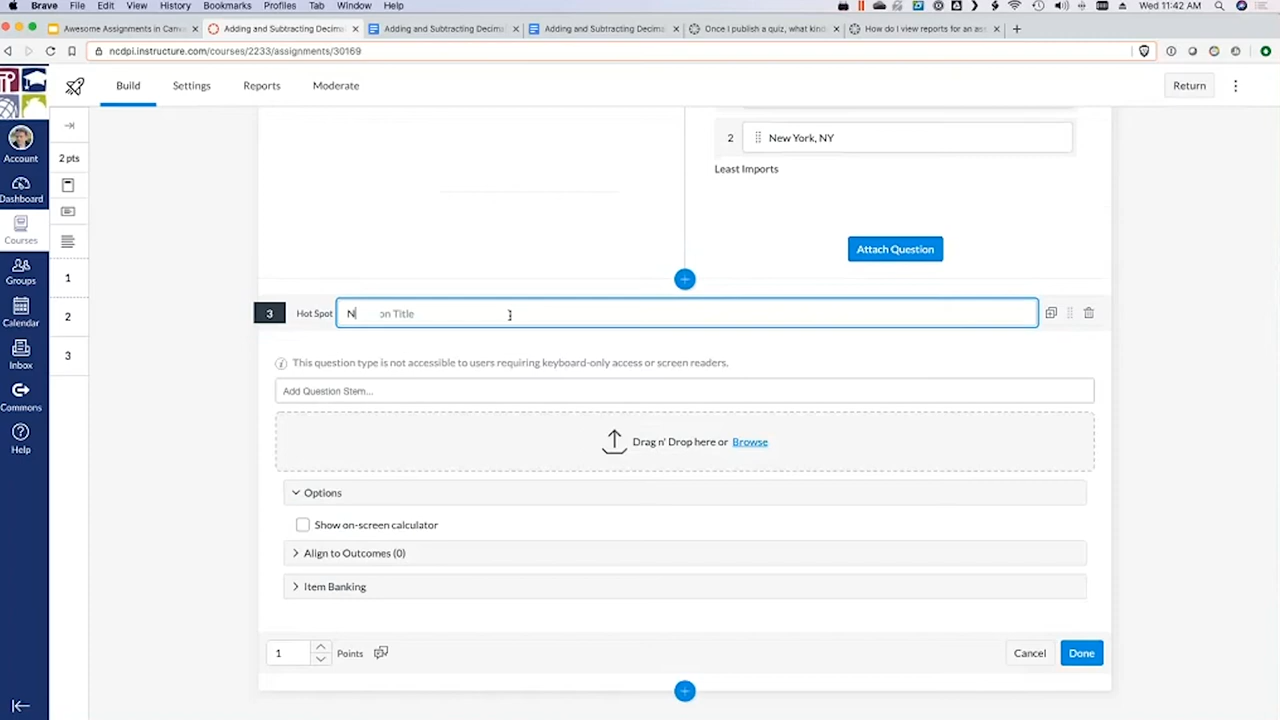 Brave File Edit View History Bookmarks Profiles Tab Window Help Wed 11:42 AM
Awesome Assignments in Canva × Adding and Subtracting Decima × Adding and Subtracting Decima × Adding and Subtracting Decima × Once I publish a quiz, what kin × How do I view reports for an as × +
ncdpi.instructure.com/courses/2233/assignments/30169
Build Settings Reports Moderate Return
Account
Dashboard
Courses
Groups
Calendar
Inbox
Commons
Help
2 pts
1
2
3
2 New York, NY
Least Imports
Attach Question
+
3 Hot Spot N on Title
This question type is not accessible to users requiring keyboard-only access or screen readers.
Add Question Stem...
Drag n' Drop here or Browse
Options
Show on-screen calculator
Align to Outcomes (0)
Item Banking
1 Points Cancel Done
+